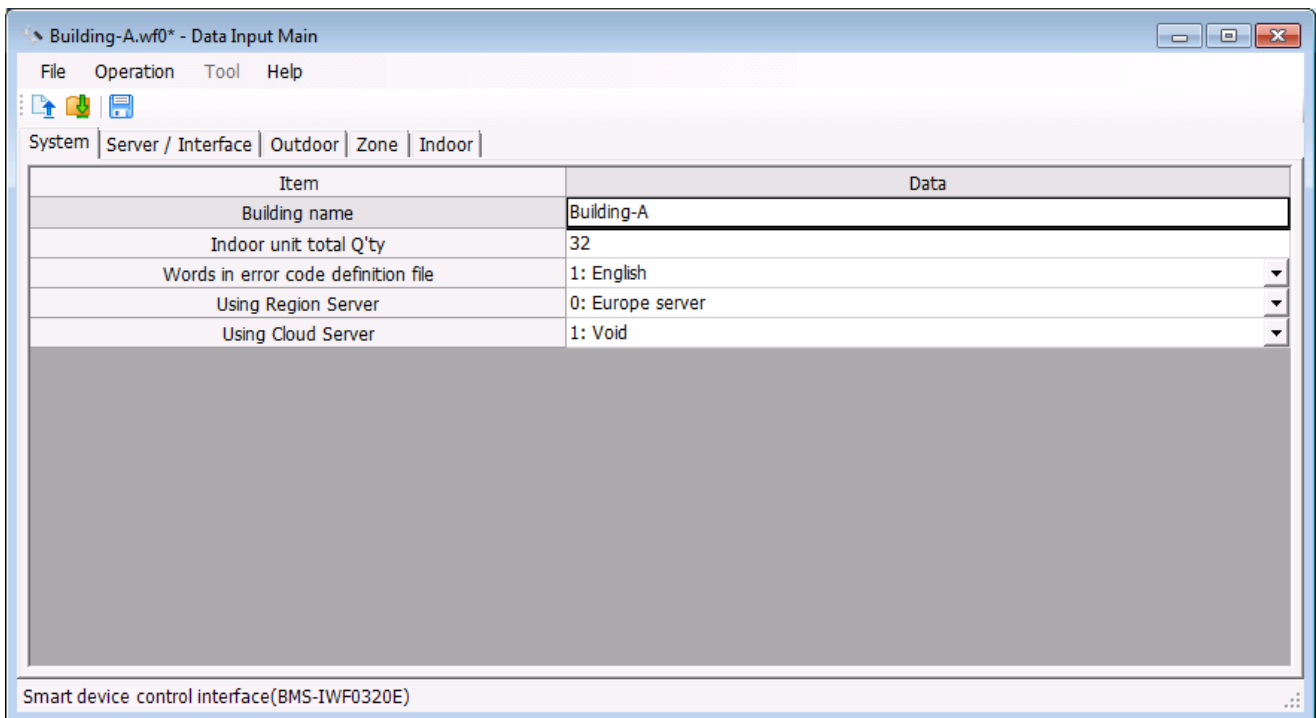 Building-A.wf0* - Data Input Main
File Operation Tool Help
System Server / Interface Outdoor Zone Indoor
Item Data
Building name Building-A
Indoor unit total Q'ty 32
Words in error code definition file 1: English
Using Region Server 0: Europe server
Using Cloud Server 1: Void
Smart device control interface(BMS-IWF0320E)